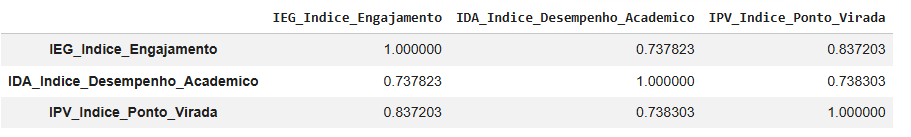 IEG_Indice_Engajamento IDA_Indice_Desempenho_Academico IPV_Indice_Ponto_Virada
IEG_Indice_Engajamento 1.000000 0.737823 0.837203
IDA_Indice_Desempenho_Academico 0.737823 1.000000 0.738303
IPV_Indice_Ponto_Virada 0.837203 0.738303 1.000000